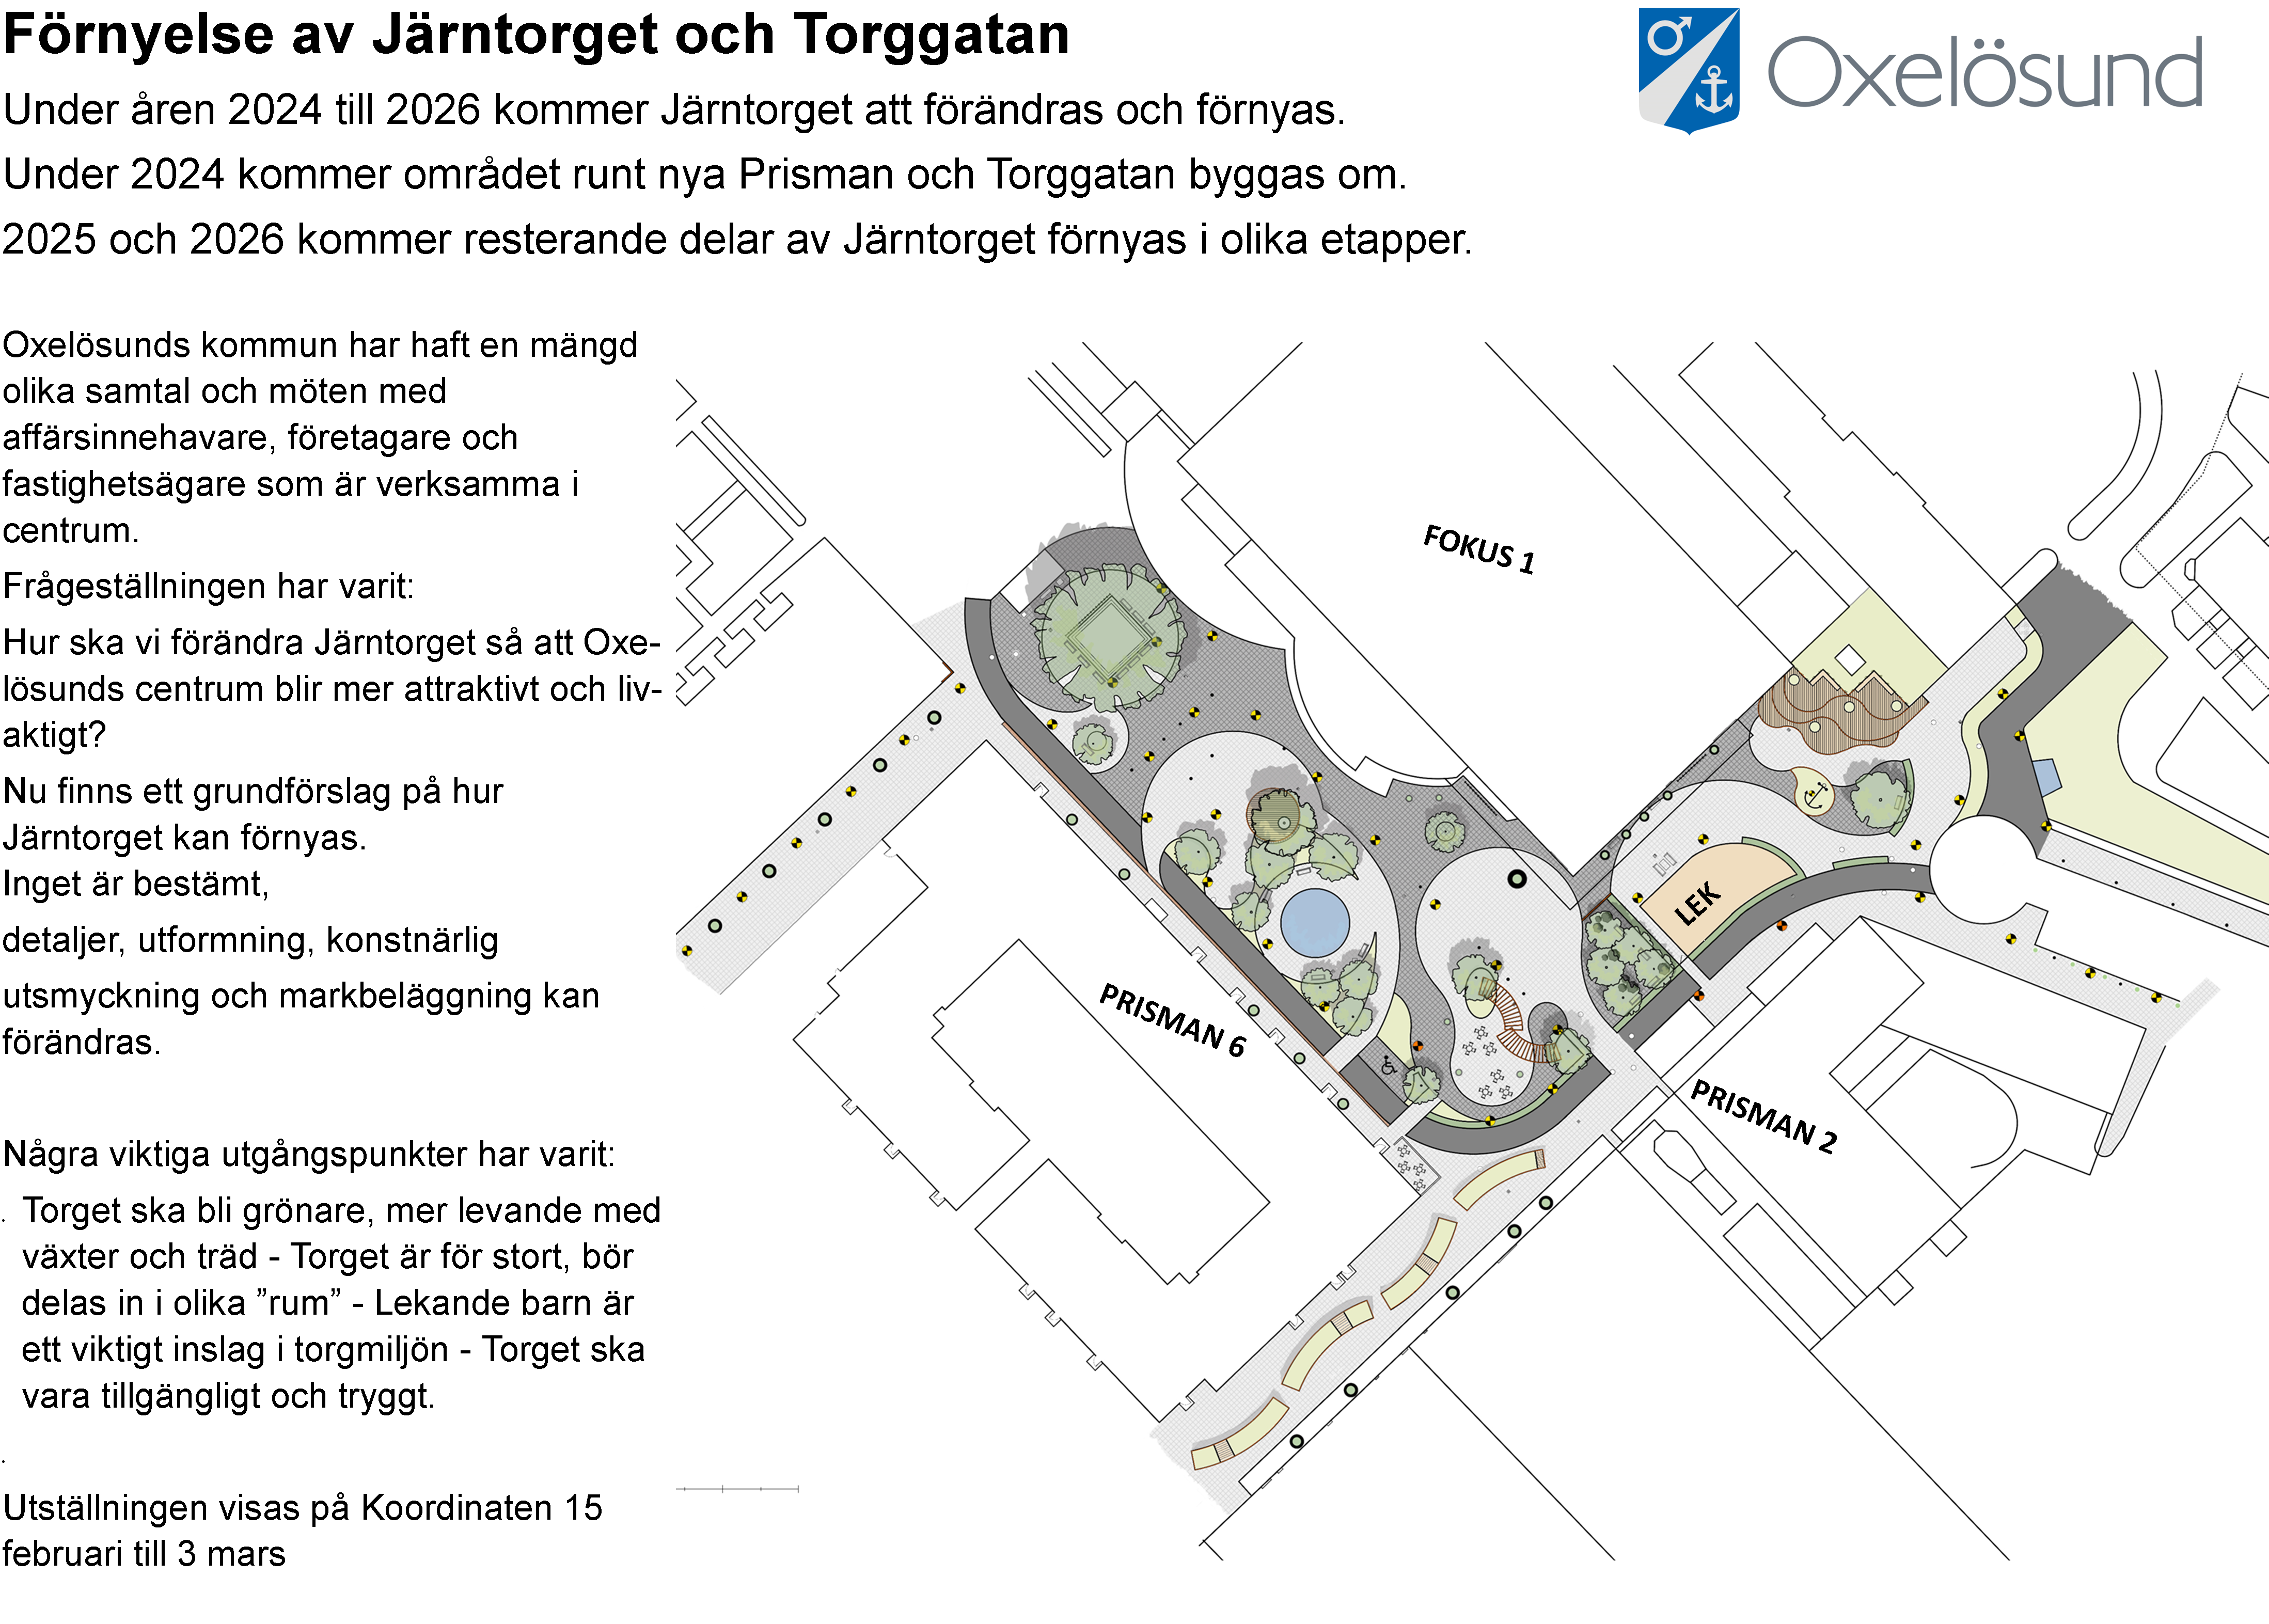 Förnyelse av Järntorget och Torggatan
Oxelösund
Under åren 2024 till 2026 kommer Järntorget att förändras och förnyas.
Under 2024 kommer området runt nya Prisman och Torggatan byggas om.
2025 och 2026 kommer resterande delar av Järntorget förnyas i olika etapper.
Oxelösunds kommun har haft en mängd
olika samtal och möten med
affärsinnehavare, företagare och
fastighetsägare som är verksamma i
centrum.
Frågeställningen har varit:
Hur ska vi förändra Järntorget så att Oxe-
lösunds centrum blir mer attraktivt och liv-
aktigt?
Nu finns ett grundförslag på hur
Järntorget kan förnyas.
Inget är bestämt,
detaljer, utformning, konstnärlig
utsmyckning och markbeläggning kan
förändras.
Några viktiga utgångspunkter har varit:
. Torget ska bli grönare, mer levande med
växter och träd - Torget är för stort, bör
delas in i olika ”rum” - Lekande barn är
ett viktigt inslag i torgmiljön - Torget ska
vara tillgängligt och tryggt.
.
Utställningen visas på Koordinaten 15
februari till 3 mars
FOKUS 1
LEK
PRISMAN 6
PRISMAN 2